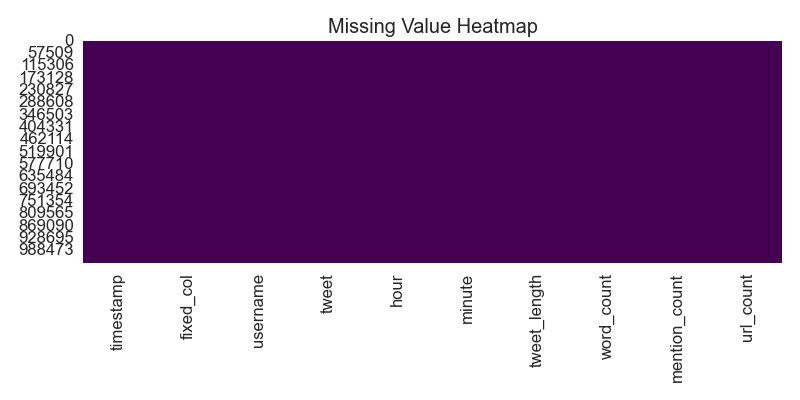 Missing Value Heatmap
0
57509
115306
173128
230827
288608
346503
404331
462114
519901
577710
635484
693452
751354
809565
869090
928695
988473
timestamp
fixed_col
username
tweet
hour
minute
tweet_length
word_count
mention_count
url_count